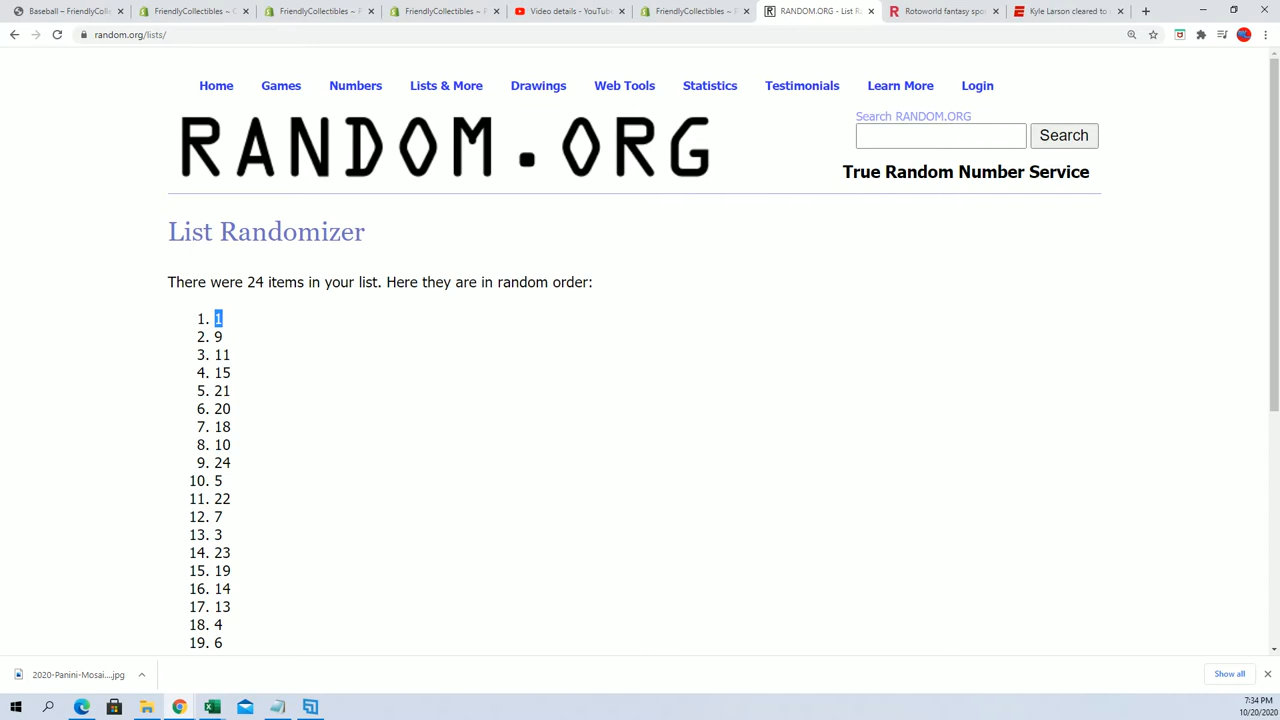 Baseball – FriendlyColle
FriendlyCollectibles ~ C
FriendlyCollectibles ~ F
FriendlyCollectibles ~ F
Video details - YouTube
FriendlyCollectibles ~ F
RANDOM.ORG - List R
Rotoworld fantasy spo
Kyle Larson cleared to
random.org/lists/
Home Games Numbers Lists & More Drawings Web Tools Statistics Testimonials Learn More Login
RANDOM.ORG
Search RANDOM.ORG
Search
True Random Number Service
List Randomizer
There were 24 items in your list. Here they are in random order:
1. 1
2. 9
3. 11
4. 15
5. 21
6. 20
7. 18
8. 10
9. 24
10. 5
11. 22
12. 7
13. 3
14. 23
15. 19
16. 14
17. 13
18. 4
19. 6
2020-Panini-Mosai....jpg
Show all
7:34 PM
10/20/2020